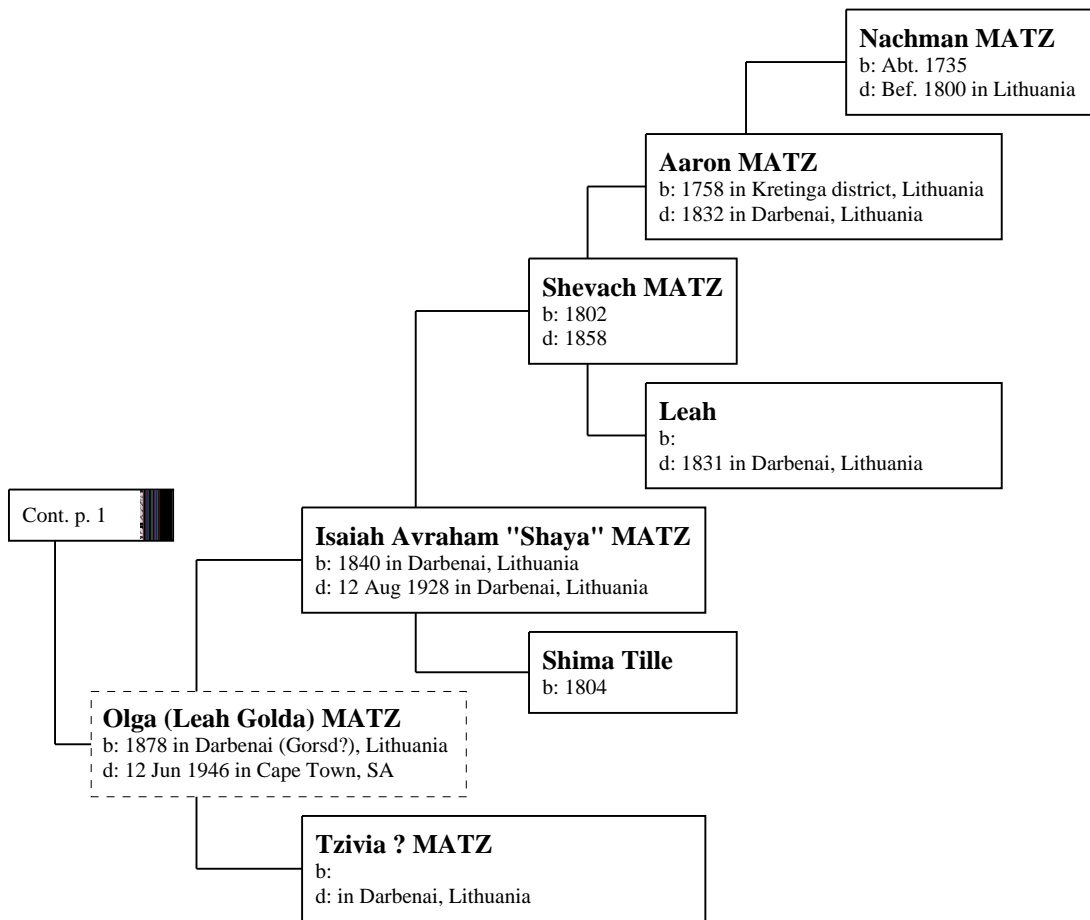 Nachman MATZ
b: Abt. 1735
d: Bef. 1800 in Lithuania
Aaron MATZ
b: 1758 in Kretinga district, Lithuania
d: 1832 in Darbenai, Lithuania
Shevach MATZ
b: 1802
d: 1858
Leah
b:
d: 1831 in Darbenai, Lithuania
Cont. p. 1
Isaiah Avraham "Shaya" MATZ
b: 1840 in Darbenai, Lithuania
d: 12 Aug 1928 in Darbenai, Lithuania
Shima Tille
b: 1804
Olga (Leah Golda) MATZ
b: 1878 in Darbenai (Gorsd?), Lithuania
d: 12 Jun 1946 in Cape Town, SA
Tzivia ? MATZ
b:
d: in Darbenai, Lithuania